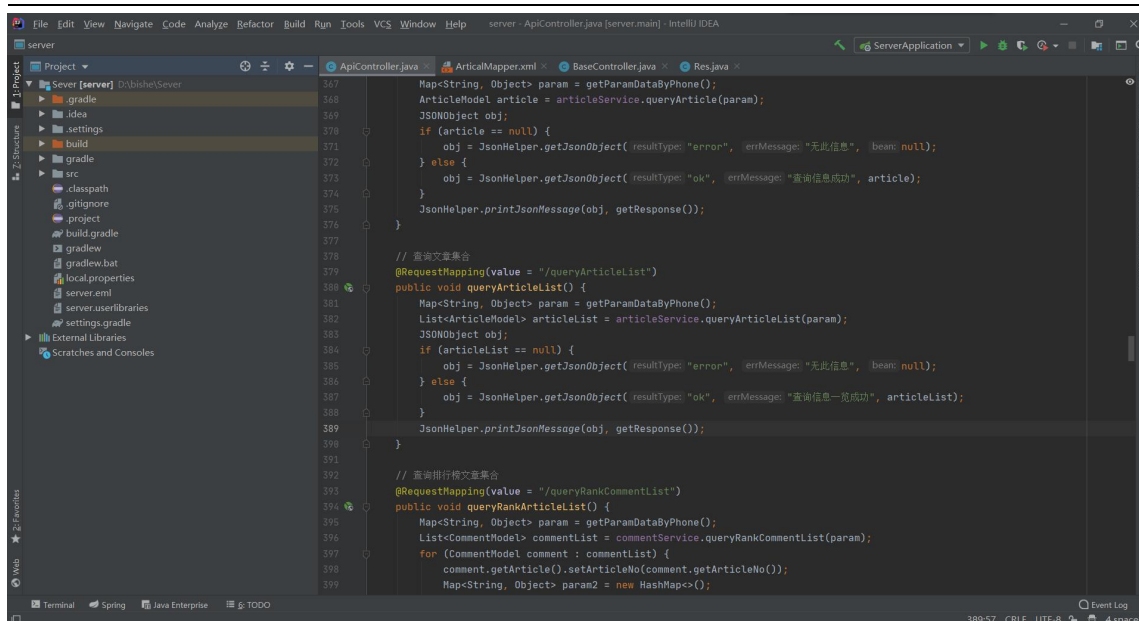 File Edit View Navigate Code Analyze Refactor Build Run Tools VCS Window Help server - ApiController.java [server.main] - IntelliJ IDEA
server ServerApplication
1: Project
Project
ApiController.java ArticalMapper.xml BaseController.java Res.java
Sever [server] D:\bishe\Sever
.gradle
.idea
.settings
build
gradle
src
.classpath
.gitignore
.project
build.gradle
gradlew
gradlew.bat
local.properties
server.eml
server.userlibraries
settings.gradle
External Libraries
Scratches and Consoles
Z: Structure
2: Favorites
Web
367 Map<String, Object> param = getParamDataByPhone();
368 ArticleModel article = articleService.queryArticle(param);
369 JSONObject obj;
370 if (article == null) {
371 obj = JsonHelper.getJsonObject( resultType: "error", errMessage: "无此信息", bean: null);
372 } else {
373 obj = JsonHelper.getJsonObject( resultType: "ok", errMessage: "查询信息成功", article);
374 }
375 JsonHelper.printJsonMessage(obj, getResponse());
376 }
377
378 // 查询文章集合
379 @RequestMapping(value = "/queryArticleList")
380 public void queryArticleList() {
381 Map<String, Object> param = getParamDataByPhone();
382 List<ArticleModel> articleList = articleService.queryArticleList(param);
383 JSONObject obj;
384 if (articleList == null) {
385 obj = JsonHelper.getJsonObject( resultType: "error", errMessage: "无此信息", bean: null);
386 } else {
387 obj = JsonHelper.getJsonObject( resultType: "ok", errMessage: "查询信息一览成功", articleList);
388 }
389 JsonHelper.printJsonMessage(obj, getResponse());
390 }
391
392 // 查询排行榜文章集合
393 @RequestMapping(value = "/queryRankCommentList")
394 public void queryRankArticleList() {
395 Map<String, Object> param = getParamDataByPhone();
396 List<CommentModel> commentList = commentService.queryRankCommentList(param);
397 for (CommentModel comment : commentList) {
398 comment.getArticle().setArticleNo(comment.getArticleNo());
399 Map<String, Object> param2 = new HashMap<>();
Terminal Spring Java Enterprise 6: TODO Event Log
389:57 CRLF UTF-8 4 space